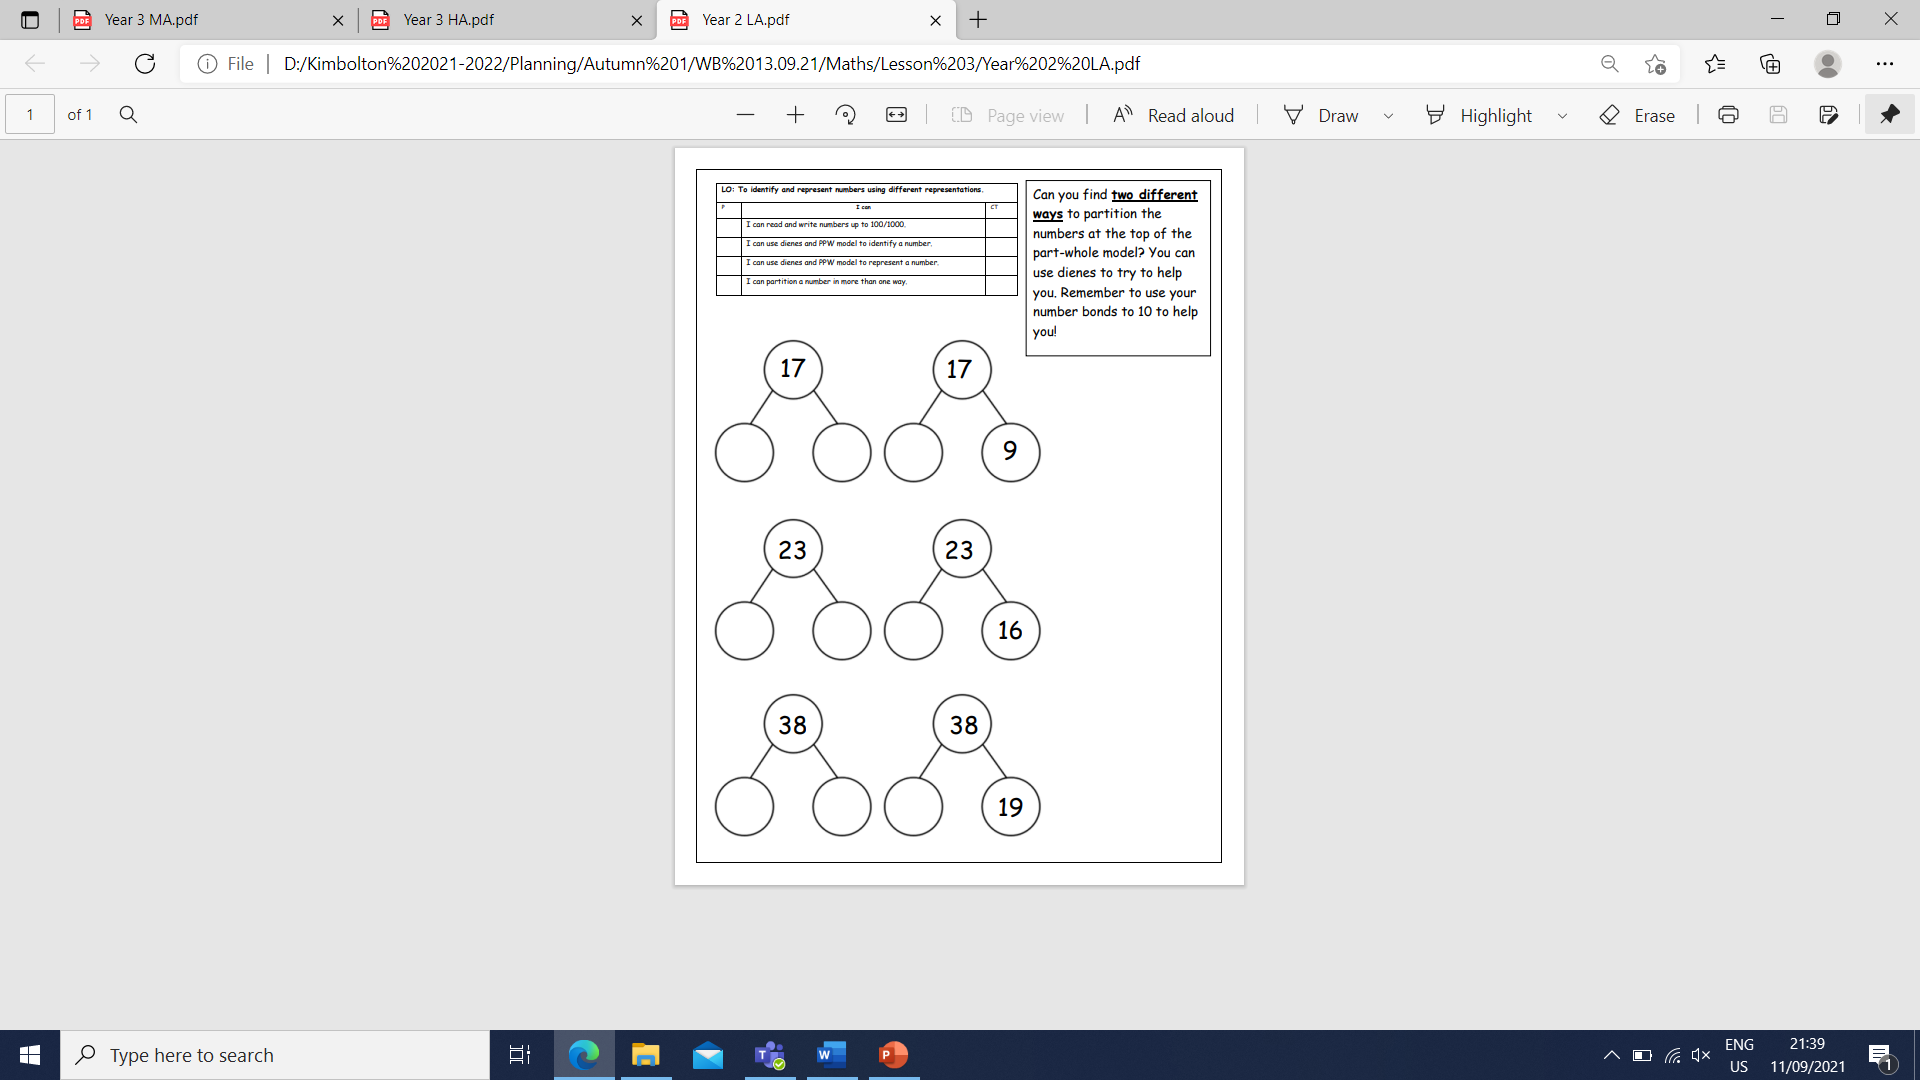 Year 3 MA.pdf
Year 3 HA.pdf
Year 2 LA.pdf
File
D:/Kimbolton%202021-2022/Planning/Autumn%201/WB%2013.09.21/Maths/Lesson%203/Year%202%20LA.pdf
1 of 1
Page view
Read aloud
Draw
Highlight
Erase
LO: To identify and represent numbers using different representations.
P I can CT
I can read and write numbers up to 100/1000.
I can use dienes and PPW model to identify a number.
I can use dienes and PPW model to represent a number.
I can partition a number in more than one way.
Can you find two different
ways to partition the
numbers at the top of the
part-whole model? You can
use dienes to try to help
you. Remember to use your
number bonds to 10 to help
you!
17 17
9
23 23
16
38 38
19
Type here to search
ENG
US
21:39
11/09/2021
1